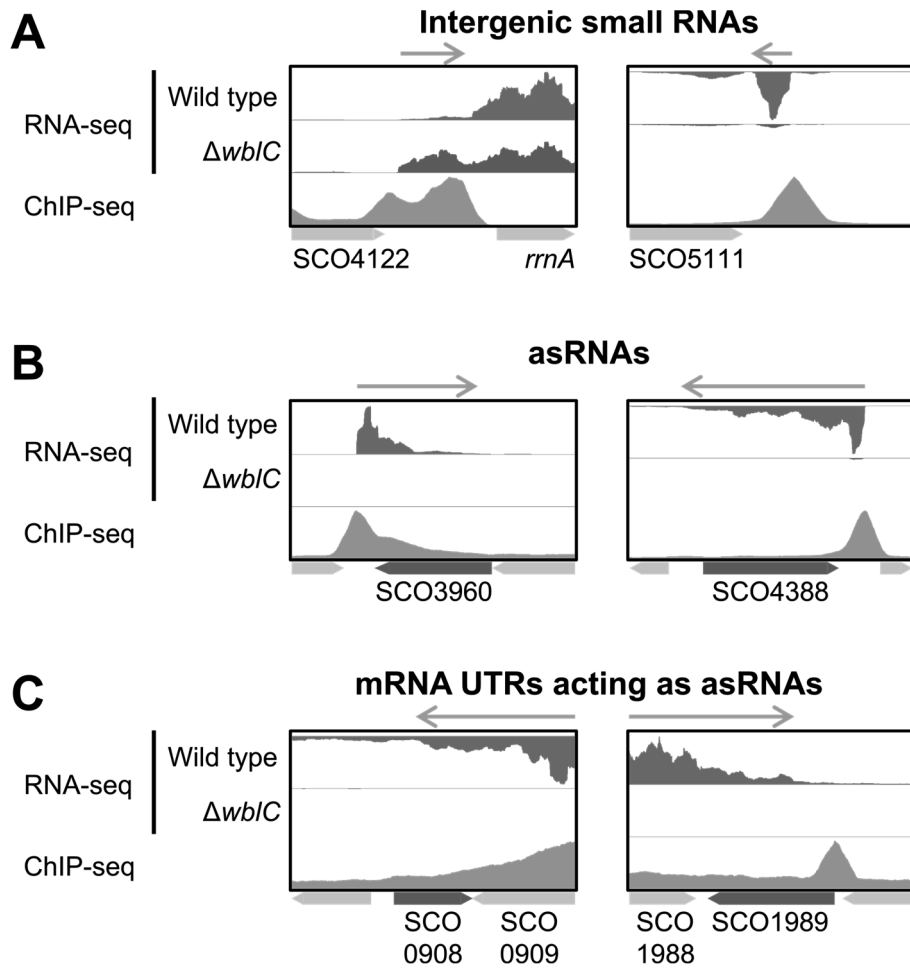 A
Intergenic small RNAs
RNA-seq
Wild type
ΔwblC
ChIP-seq
SCO4122
rrnA
SCO5111
B
asRNAs
RNA-seq
Wild type
ΔwblC
ChIP-seq
SCO3960
SCO4388
C
mRNA UTRs acting as asRNAs
RNA-seq
Wild type
ΔwblC
ChIP-seq
SCO
0908
SCO
0909
SCO
1988
SCO1989